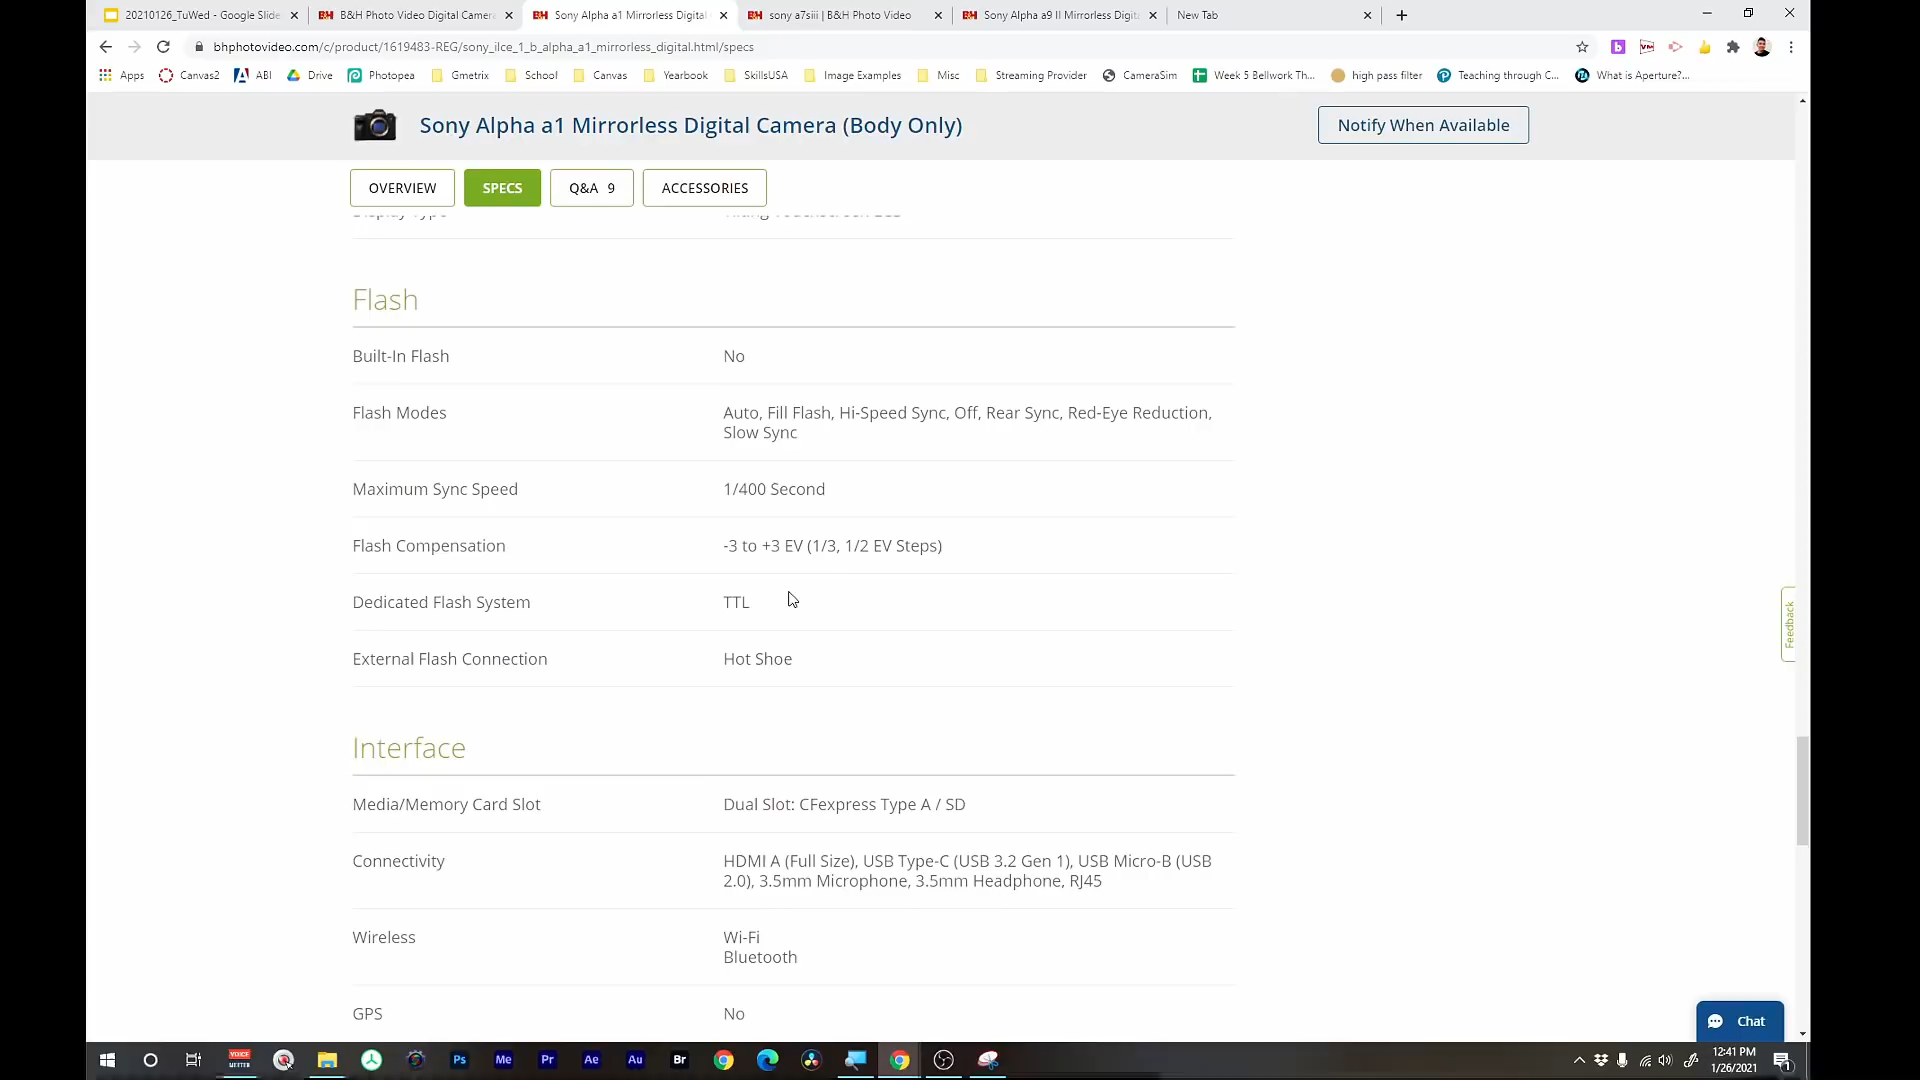 20210126_TuWed - Google Slide
B&H Photo Video Digital Camera
Sony Alpha a1 Mirrorless Digital
sony a7siii | B&H Photo Video
Sony Alpha a9 II Mirrorless Digit
New Tab
bhphotovideo.com/c/product/1619483-REG/sony_ilce_1_b_alpha_a1_mirrorless_digital.html/specs
Apps Canvas2 ABI Drive Photopea Gmetrix School Canvas Yearbook SkillsUSA Image Examples Misc Streaming Provider CameraSim Week 5 Bellwork Th... high pass filter Teaching through C... What is Aperture?...
Sony Alpha a1 Mirrorless Digital Camera (Body Only)
Notify When Available
OVERVIEW SPECS Q&A 9 ACCESSORIES
Flash
Built-In Flash No
Flash Modes Auto, Fill Flash, Hi-Speed Sync, Off, Rear Sync, Red-Eye Reduction,
Slow Sync
Maximum Sync Speed 1/400 Second
Flash Compensation -3 to +3 EV (1/3, 1/2 EV Steps)
Dedicated Flash System TTL
External Flash Connection Hot Shoe
Feedback
Interface
Media/Memory Card Slot Dual Slot: CFexpress Type A / SD
Connectivity HDMI A (Full Size), USB Type-C (USB 3.2 Gen 1), USB Micro-B (USB
2.0), 3.5mm Microphone, 3.5mm Headphone, RJ45
Wireless Wi-Fi
Bluetooth
GPS No
Chat
Ps Me Pr Ae Au Br
12:41 PM
1/26/2021